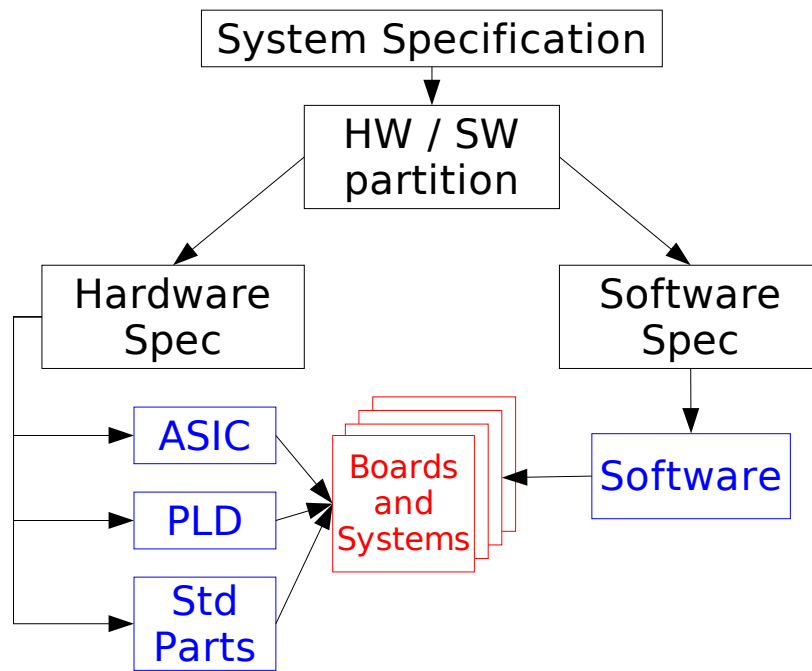 System Specification
HW / SW
partition
Hardware
Spec
Software
Spec
ASIC
PLD
Std
Parts
Boards
and
Systems
Software